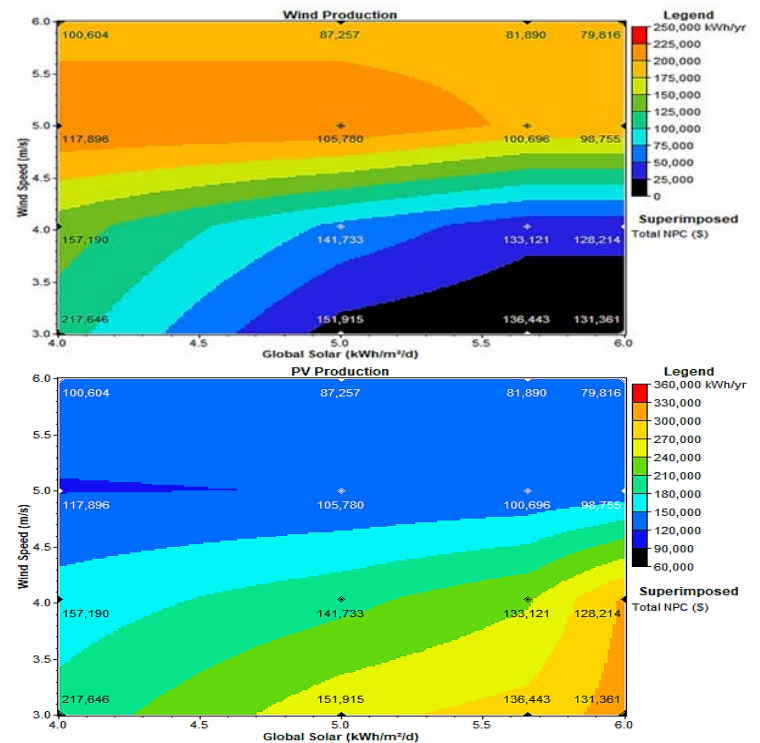 Wind Production
Legend
6.0
100,604 87,257 81,890 79,816
250,000 kWh/yr
225,000
200,000
175,000
150,000
125,000
100,000
75,000
50,000
25,000
0
5.5
5.0
117,896 105,780 100,696 98,755
Wind Speed (m/s)
4.5
4.0
157,190 141,733 133,121 128,214
Superimposed
Total NPC ($)
3.5
217,646 151,915 136,443 131,361
3.0
4.0 4.5 5.0 5.5 6.0
Global Solar (kWh/m²/d)
PV Production
Legend
6.0
100,604 87,257 81,890 79,816
360,000 kWh/yr
330,000
300,000
270,000
240,000
210,000
180,000
150,000
120,000
90,000
60,000
5.5
5.0
117,896 105,780 100,696 98,755
Wind Speed (m/s)
4.5
4.0
157,190 141,733 133,121 128,214
Superimposed
Total NPC ($)
3.5
217,646 151,915 136,443 131,361
3.0
4.0 4.5 5.0 5.5 6.0
Global Solar (kWh/m²/d)